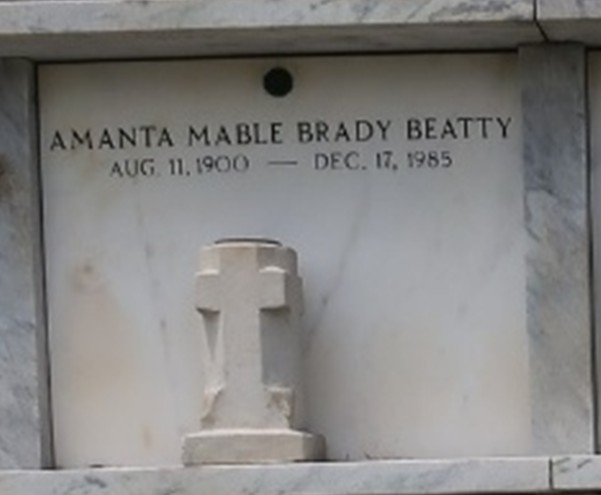 AMANTA MABLE BRADY BEATTY
AUG. 11, 1900 — DEC. 17, 1985